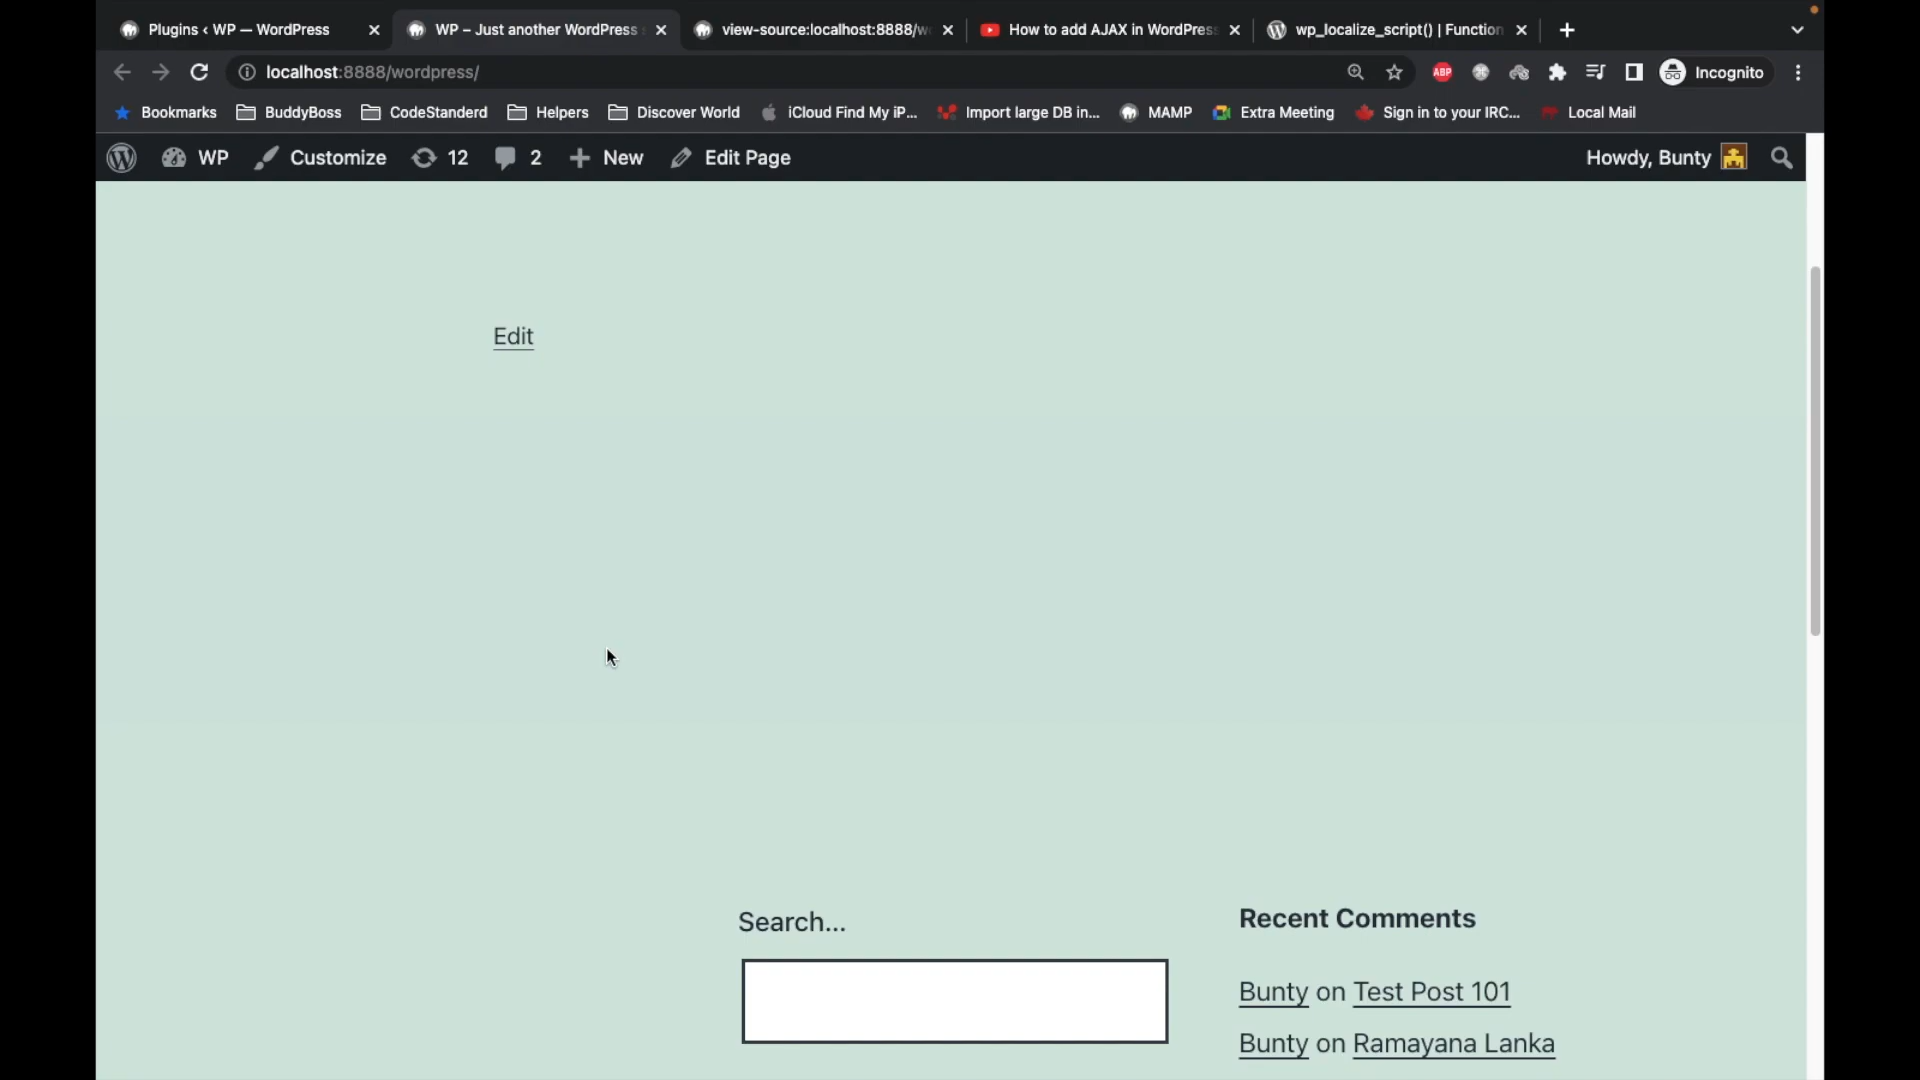 Plugins ‹ WP — WordPress
WP – Just another WordPress
view-source:localhost:8888/w
How to add AJAX in WordPress
wp_localize_script() | Function
localhost:8888/wordpress/
ABP
Incognito
Bookmarks
BuddyBoss
CodeStanderd
Helpers
Discover World
iCloud Find My iP...
Import large DB in...
MAMP
Extra Meeting
Sign in to your IRC...
Local Mail
WP
Customize
12
2
New
Edit Page
Howdy, Bunty
Edit
Search...
Recent Comments
Bunty on Test Post 101
Bunty on Ramayana Lanka